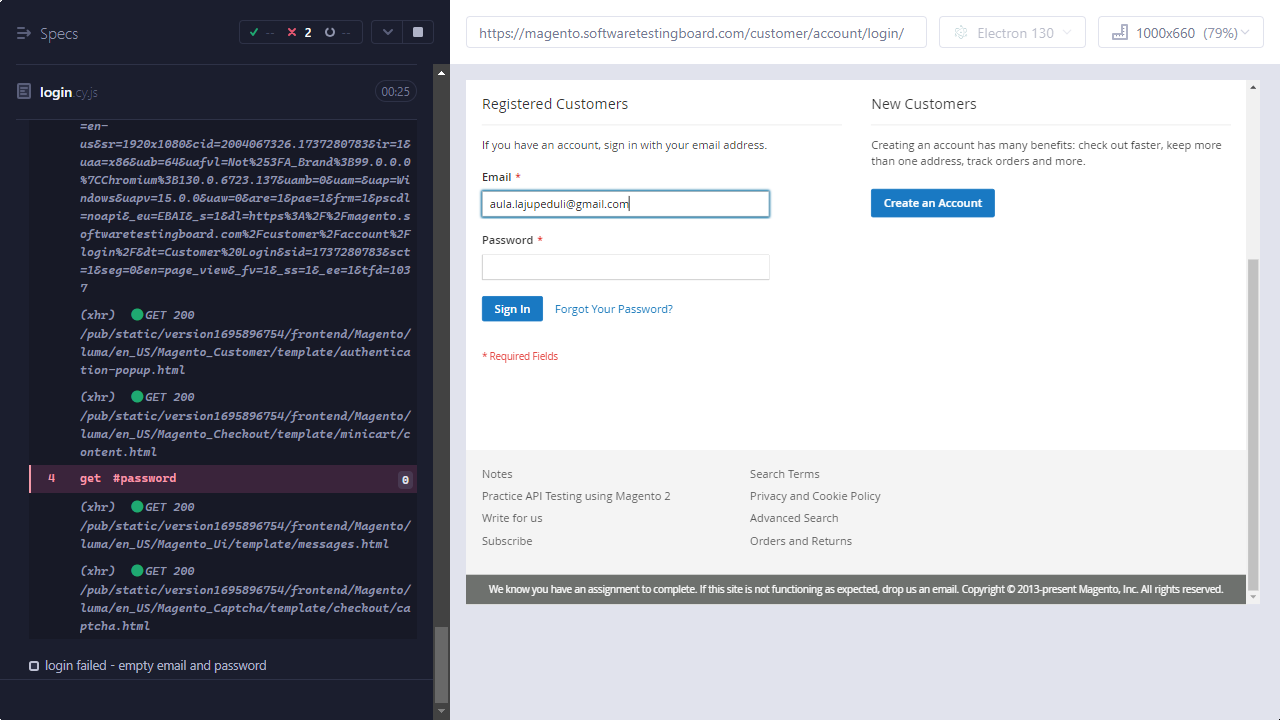 Specs
-- 2 --
login.cy.js
00:25
=en-
us&sr=1920x1080&cid=2004067326.1737280783&ir=1&
uaa=x86&uab=64&uafvl=Not%253FA_Brand%3B99.0.0.0
%7CChromium%3B130.0.6723.137&uamb=0&uam=&uap=Wi
ndows&uapv=15.0.0&uaw=0&are=1&pae=1&frm=1&pscdl
=noapi&_eu=EBAI&_s=1&dl=https%3A%2F%2Fmagento.s
oftwaretestingboard.com%2Fcustomer%2Faccount%2F
login%2F&dt=Customer%20Login&sid=1737280783&sct
=1&seg=0&en=page_view&_fv=1&_ss=1&_ee=1&tfd=103
7
(xhr) GET 200
/pub/static/version1695896754/frontend/Magento/
luma/en_US/Magento_Customer/template/authentica
tion-popup.html
(xhr) GET 200
/pub/static/version1695896754/frontend/Magento/
luma/en_US/Magento_Checkout/template/minicart/c
ontent.html
4 get #password 0
(xhr) GET 200
/pub/static/version1695896754/frontend/Magento/
luma/en_US/Magento_Ui/template/messages.html
(xhr) GET 200
/pub/static/version1695896754/frontend/Magento/
luma/en_US/Magento_Captcha/template/checkout/ca
ptcha.html
login failed - empty email and password
https://magento.softwaretestingboard.com/customer/account/login/
Electron 130
1000x660 (79%)
Registered Customers
If you have an account, sign in with your email address.
Email *
aula.lajupeduli@gmail.com
Password *
Sign In
Forgot Your Password?
* Required Fields
New Customers
Creating an account has many benefits: check out faster, keep more
than one address, track orders and more.
Create an Account
Notes
Practice API Testing using Magento 2
Write for us
Subscribe
Search Terms
Privacy and Cookie Policy
Advanced Search
Orders and Returns
We know you have an assignment to complete. If this site is not functioning as expected, drop us an email. Copyright © 2013-present Magento, Inc. All rights reserved.